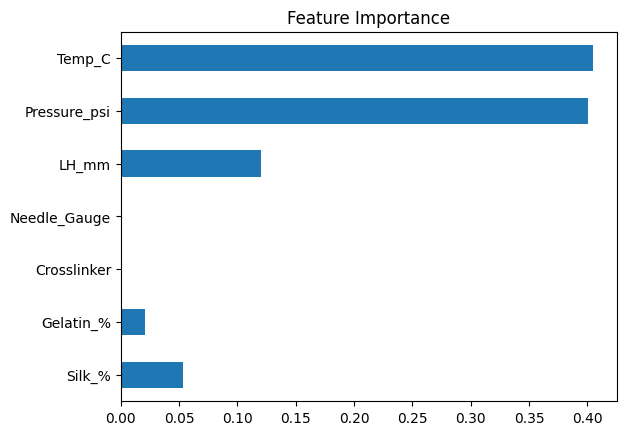 Feature Importance
Temp_C
Pressure_psi
LH_mm
Needle_Gauge
Crosslinker
Gelatin_%
Silk_%
0.00 0.05 0.10 0.15 0.20 0.25 0.30 0.35 0.40